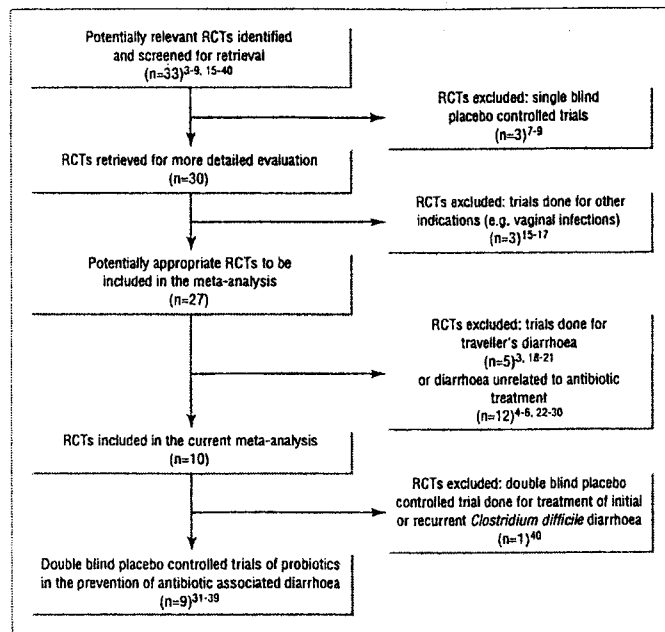 Potentially relevant RCTs identified
and screened for retrieval
(n=33)3-9, 15-40
RCTs excluded: single blind
placebo controlled trials
(n=3)7-9
RCTs retrieved for more detailed evaluation
(n=30)
RCTs excluded: trials done for other
indications (e.g. vaginal infections)
(n=3)15-17
Potentially appropriate RCTs to be
included in the meta-analysis
(n=27)
RCTs excluded: trials done for
traveller's diarrhoea
(n=5)3, 18-21
or diarrhoea unrelated to antibiotic
treatment
(n=12)4-6, 22-30
RCTs included in the current meta-analysis
(n=10)
RCTs excluded: double blind placebo
controlled trial done for treatment of initial
or recurrent Clostridium difficile diarrhoea
(n=1)40
Double blind placebo controlled trials of probiotics
in the prevention of antibiotic associated diarrhoea
(n=9)31-39